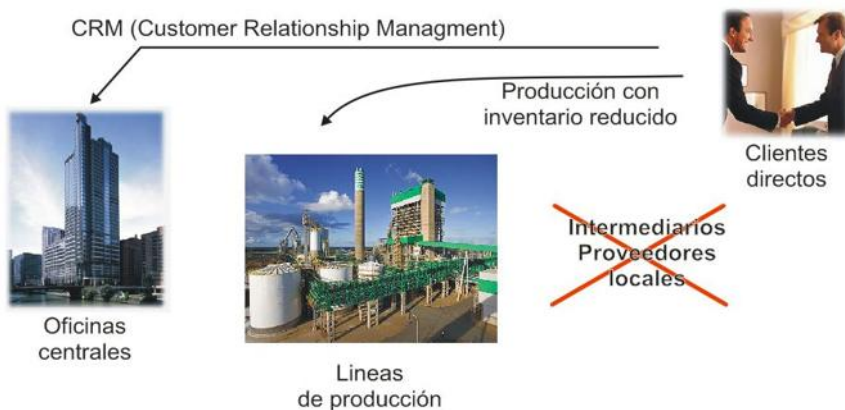 CRM (Customer Relationship Managment)
Producción con
inventario reducido
Clientes
directos
Intermediarios
Proveedores
locales
Oficinas
centrales
Lineas
de producción